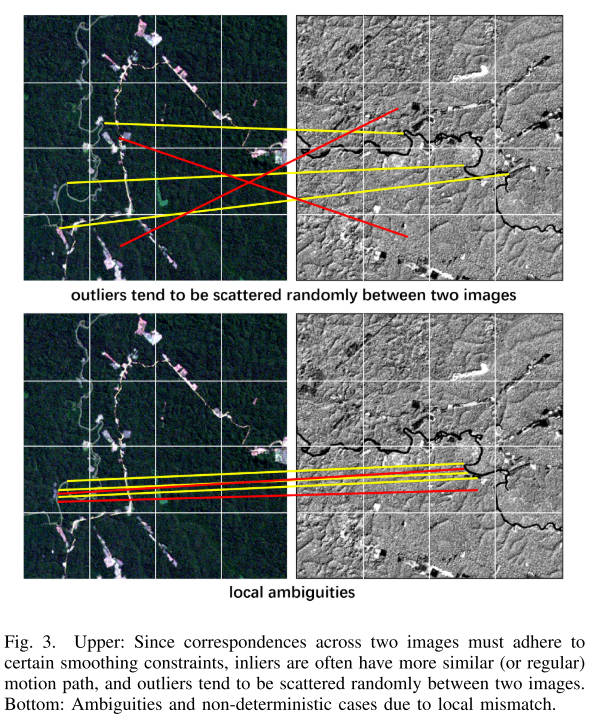 outliers tend to be scattered randomly between two images
local ambiguities
Fig. 3. Upper: Since correspondences across two images must adhere to
certain smoothing constraints, inliers are often have more similar (or regular)
motion path, and outliers tend to be scattered randomly between two images.
Bottom: Ambiguities and non-deterministic cases due to local mismatch.